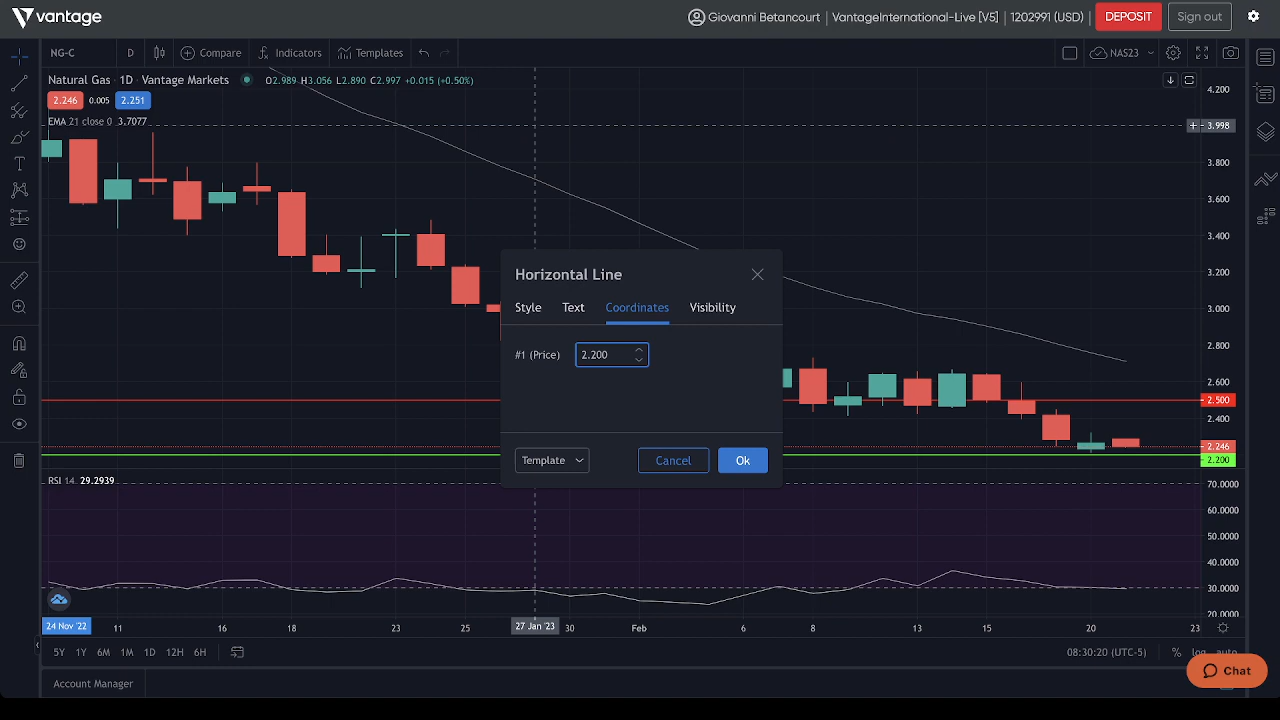 vantage
Giovanni Betancourt | VantageInternational-Live [V5] | 1202991 (USD) | DEPOSIT Sign out
NG-C D Compare Indicators Templates NAS23
Natural Gas · 1D · Vantage Markets O2.989 H3.056 L2.890 C2.997 +0.015 (+0.50%)
2.246 0.005 2.251
EMA 21 close 0 3.7077
4.200
3.998
3.800
3.600
3.400
3.200
3.000
2.800
2.600
2.500
2.400
2.246
2.200
Horizontal Line
Style Text Coordinates Visibility
#1 (Price) 2.200
Template Cancel Ok
RSI 14 29.2939
70.0000
60.0000
50.0000
40.0000
30.0000
20.0000
24 Nov '22 11 16 18 23 25 27 Jan '23 30 Feb 6 8 13 15 20 23
5Y 1Y 6M 1M 1D 12H 6H 08:30:20 (UTC-5) % log auto
Chat
Account Manager